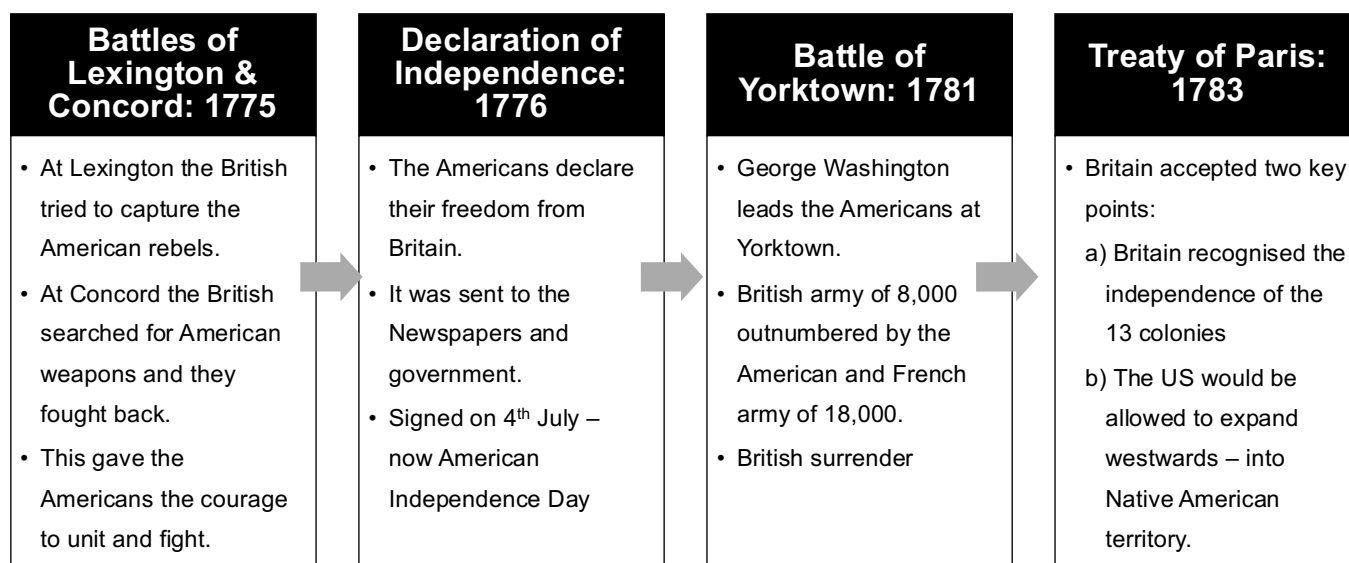 Battles of
Lexington &
Concord: 1775
• At Lexington the British
tried to capture the
American rebels.
• At Concord the British
searched for American
weapons and they
fought back.
• This gave the
Americans the courage
to unit and fight.
Declaration of
Independence:
1776
• The Americans declare
their freedom from
Britain.
• It was sent to the
Newspapers and
government.
• Signed on 4th July –
now American
Independence Day
Battle of
Yorktown: 1781
• George Washington
leads the Americans at
Yorktown.
• British army of 8,000
outnumbered by the
American and French
army of 18,000.
• British surrender
Treaty of Paris:
1783
• Britain accepted two key
points:
a) Britain recognised the
independence of the
13 colonies
b) The US would be
allowed to expand
westwards – into
Native American
territory.